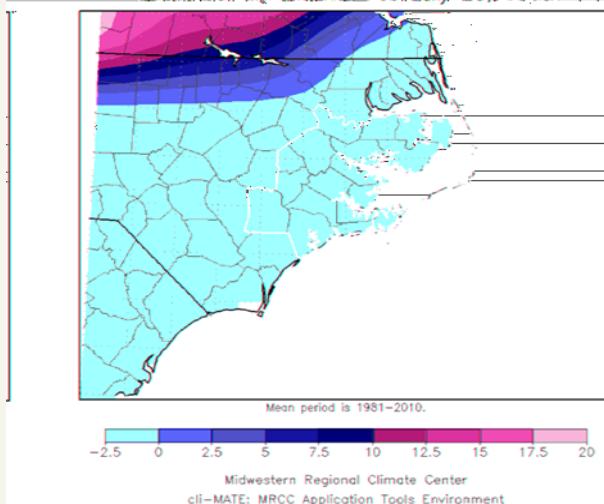 Mean period is 1981-2010.
-2.5 0 2.5 5 7.5 10 12.5 15 17.5 20
Midwestern Regional Climate Center
cli-MATE: MRCC Application Tools Environment